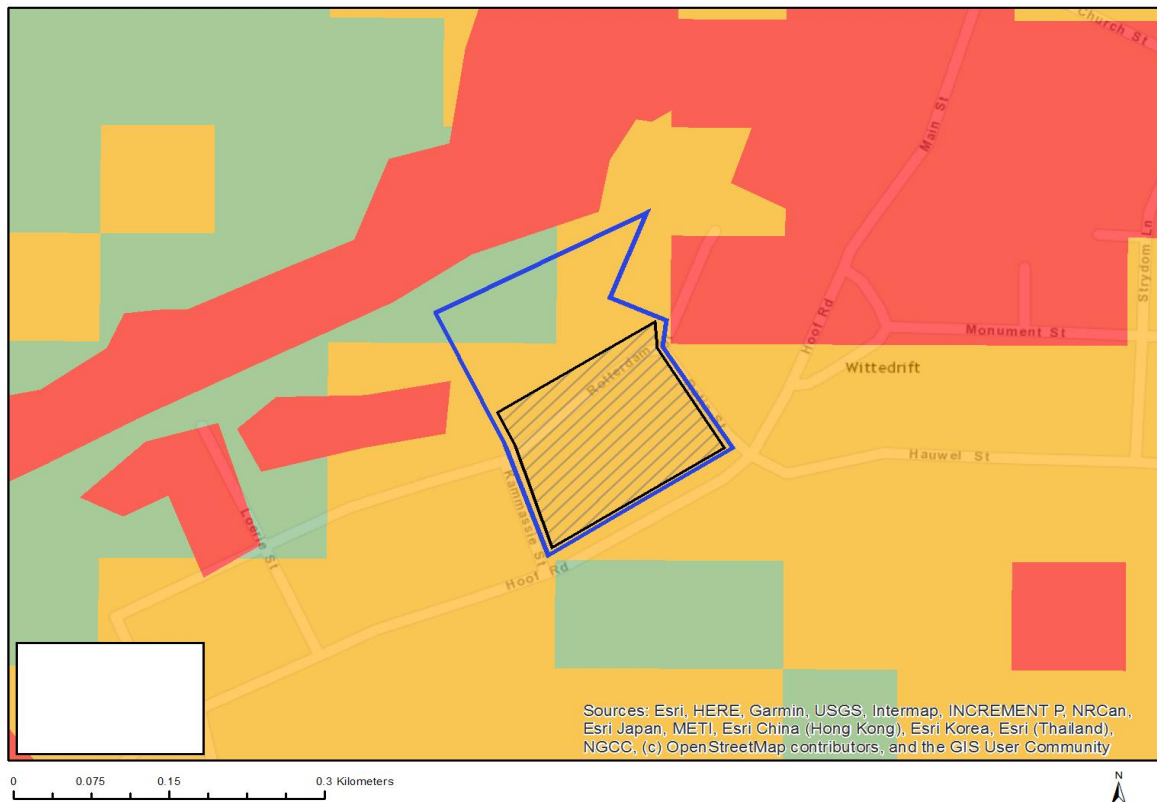 Church St
Main St
Strydom Ln
Hoof Rd
Monument St
Rotterdam
Wittedrift
Hauwel St
Kammassie St
Loerie St
Hoof Rd
Sources: Esri, HERE, Garmin, USGS, Intermap, INCREMENT P, NRCan,
Esri Japan, METI, Esri China (Hong Kong), Esri Korea, Esri (Thailand),
NGCC, (c) OpenStreetMap contributors, and the GIS User Community
0 0.075 0.15 0.3 Kilometers
N